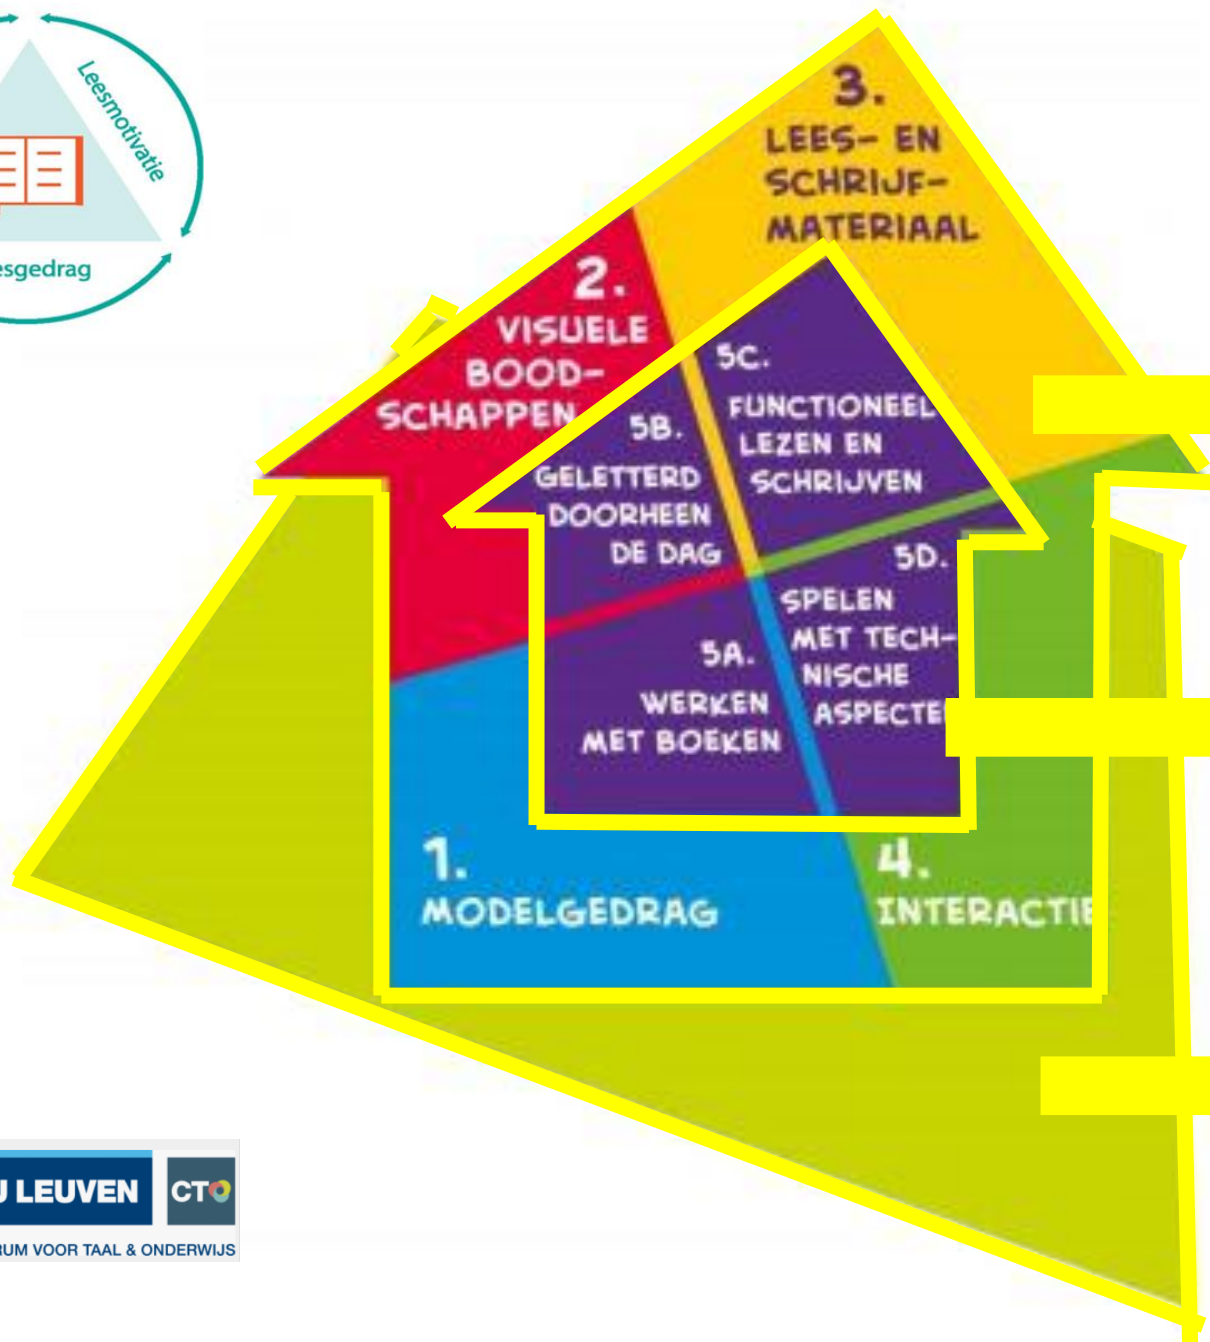 Leesmotivatie
esgedrag
3.
LEES- EN
SCHRIJF-
MATERIAAL
2.
VISUELE
BOOD-
SCHAPPEN
5C.
FUNCTIONEEL
LEZEN EN
SCHRIJVEN
5B.
GELETTERD
DOORHEEN
DE DAG
5D.
SPELEN
MET TECH-
NISCHE
ASPECTE
5A.
WERKEN
MET BOEKEN
1.
MODELGEDRAG
4.
INTERACTIE
U LEUVEN
CTO
RUM VOOR TAAL & ONDERWIJS